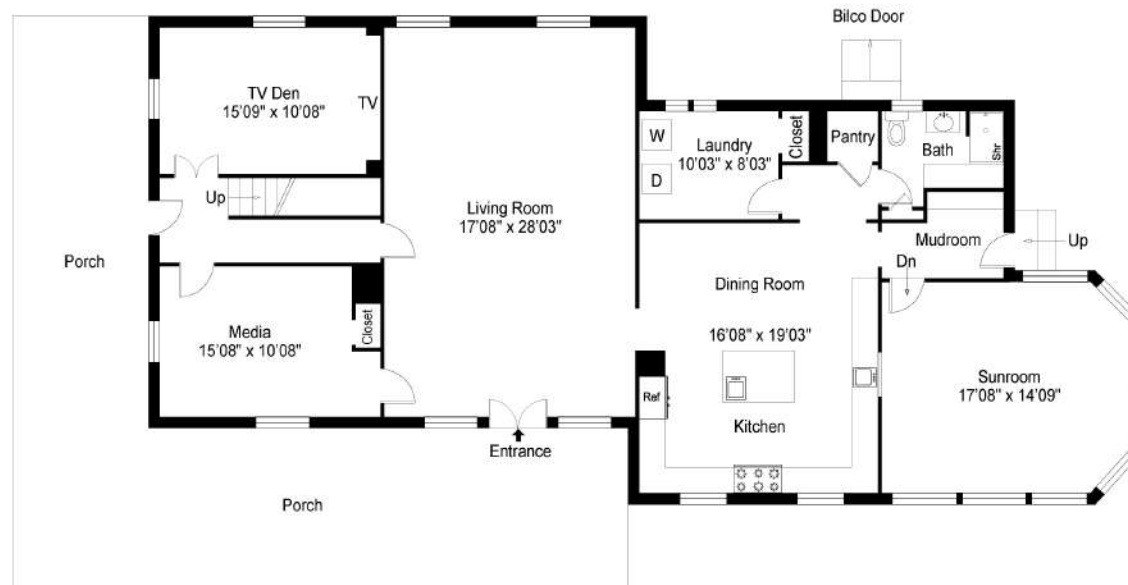 Bilco Door
TV Den
15'09" x 10'08"
TV
W
D
Laundry
10'03" x 8'03"
Closet
Pantry
Bath
Shr
Up
Living Room
17'08" x 28'03"
Porch
Mudroom
Up
Dn
Dining Room
16'08" x 19'03"
Media
15'08" x 10'08"
Closet
Ref
Sunroom
17'08" x 14'09"
Kitchen
Entrance
Porch